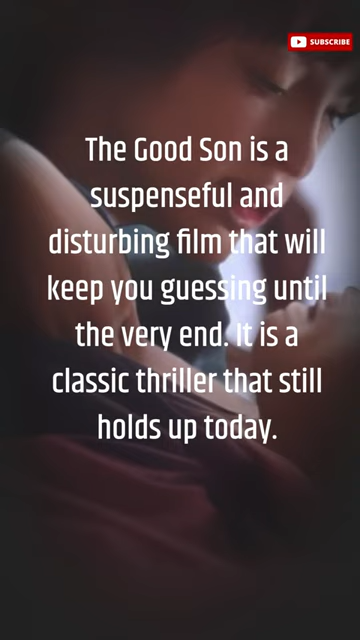 SUBSCRIBE
The Good Son is a
suspenseful and
disturbing film that will
keep you guessing until
the very end. It is a
classic thriller that still
holds up today.